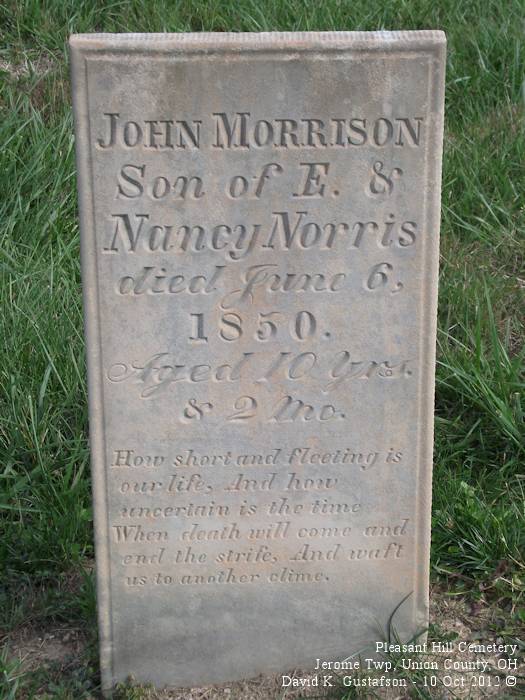 JOHN MORRISON
Son of E. &
Nancy Norris
died June 6,
1850.
Aged 10 Yrs.
& 2 Mo.
How short and fleeting is
our life, And how
uncertain is the time
When death will come and
end the strife, And waft
us to another clime.
Pleasant Hill Cemetery
Jerome Twp, Union County, OH
David K. Gustafson - 10 Oct 2012 ©